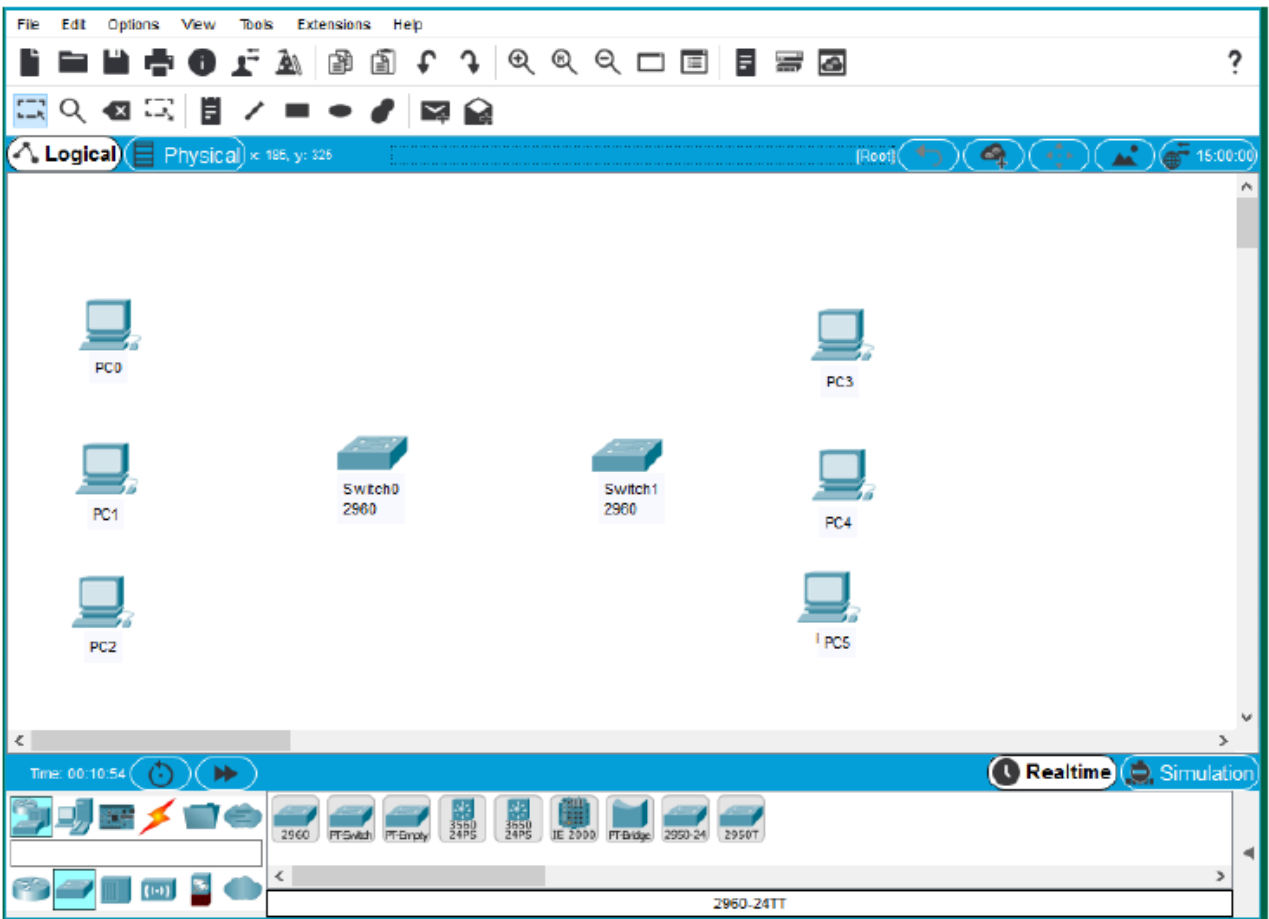 File Edit Options View Tools Extensions Help
?
Logical Physical x: 185, y: 325 [Root] 15:00:00
PC0
PC3
PC1
Switch0
2960
Switch1
2960
PC4
PC2
PC5
Time: 00:10:54 Realtime Simulation
2960 PT-Switch PT-Empty 3560 24PS 3650 24PS IE 2000 PT-Bridge 2950-24 2950T
2960-24TT